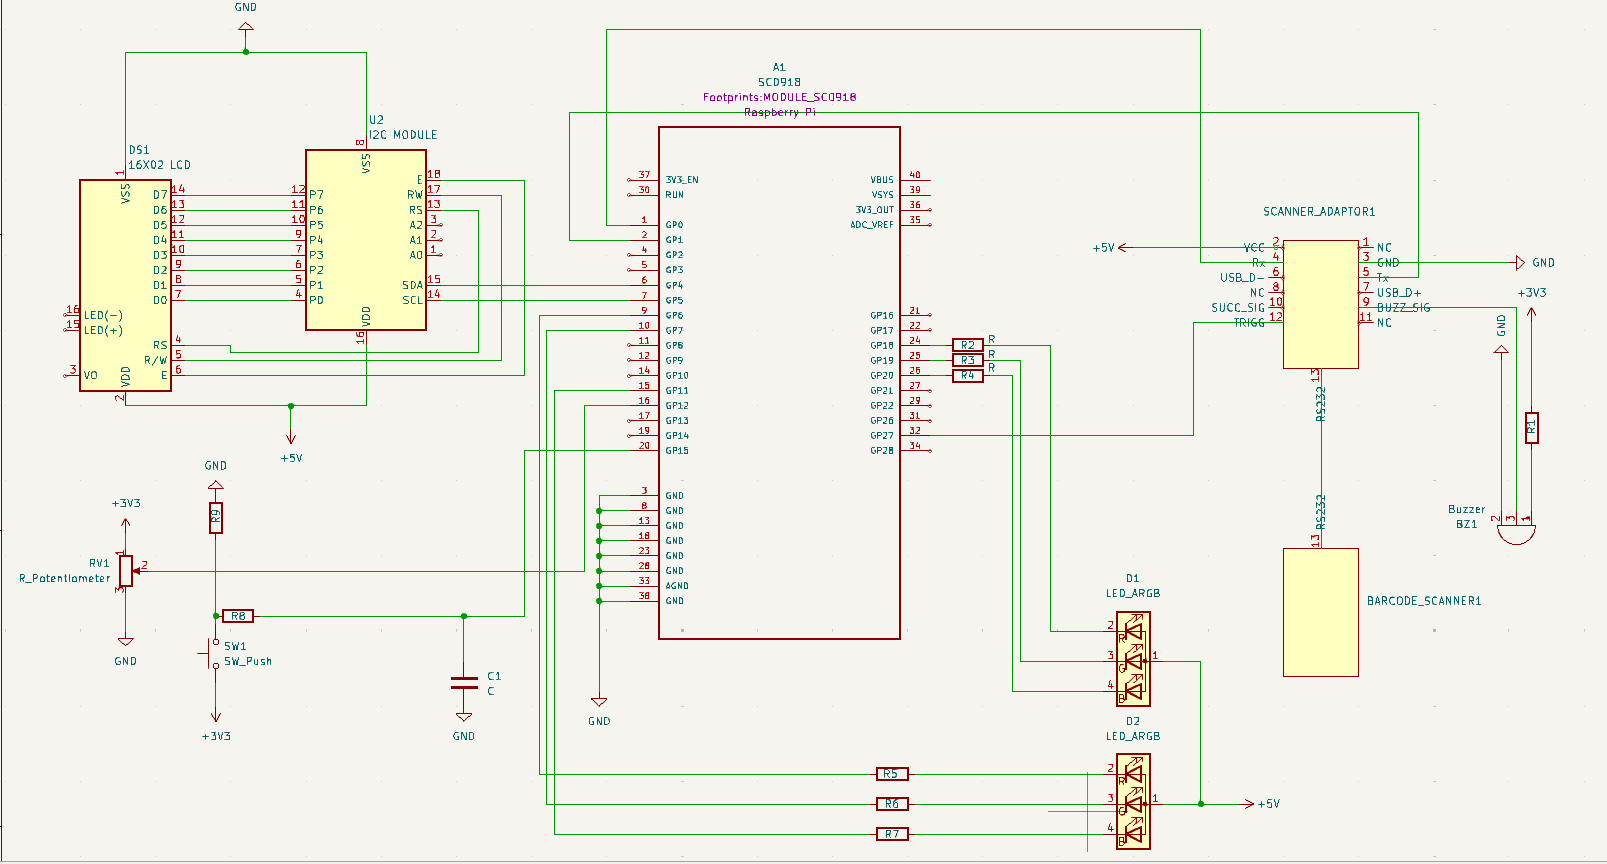 GND
A1
SC0918
Footprints:MODULE_SC0918
Raspberry Pi
U2
I2C MODULE
8
VSS
DS1
16X02 LCD
1
VSS
D7 14
D6 13
D5 12
D4 11
D3 10
D2 9
D1 8
D0 7
16 LED(-)
15 LED(+)
RS 4
R/W 5
E 6
3 VO
VDD
2
12 P7
11 P6
10 P5
9 P4
7 P3
6 P2
5 P1
4 P0
E 18
RW 17
RS 13
A2 3
A1 2
A0 1
SDA 15
SCL 14
VDD
16
+5V
37 3V3_EN
30 RUN
1 GP0
2 GP1
4 GP2
5 GP3
6 GP4
7 GP5
9 GP6
10 GP7
11 GP8
12 GP9
14 GP10
15 GP11
16 GP12
17 GP13
19 GP14
20 GP15
3 GND
8 GND
13 GND
18 GND
23 GND
28 GND
33 AGND
38 GND
GND
VBUS 40
VSYS 39
3V3_OUT 36
ADC_VREF 35
GP16 21
GP17 22
GP18 24
GP19 25
GP20 26
GP21 27
GP22 29
GP26 31
GP27 32
GP28 34
R2 R
R3 R
R4 R
SCANNER_ADAPTOR1
+5V
VCC 2
Rx 4
USB_D- 6
NC 8
SUCC_SIG 10
TRIGG 12
1 NC
3 GND
5 Tx
7 USB_D+
9 BUZZ_SIG
11 NC
GND
+3V3
GND
13
RS232
R1
RS232
13
BARCODE_SCANNER1
Buzzer
BZ1
2
3
1
GND
R9
+3V3
RV1
R_Potentiometer
1
2
3
GND
R8
SW1
SW_Push
+3V3
C1
C
GND
D1
LED_ARGB
2 R
3 G
4 B
1
D2
LED_ARGB
2 R
3 G
4 B
1
+5V
R5
R6
R7